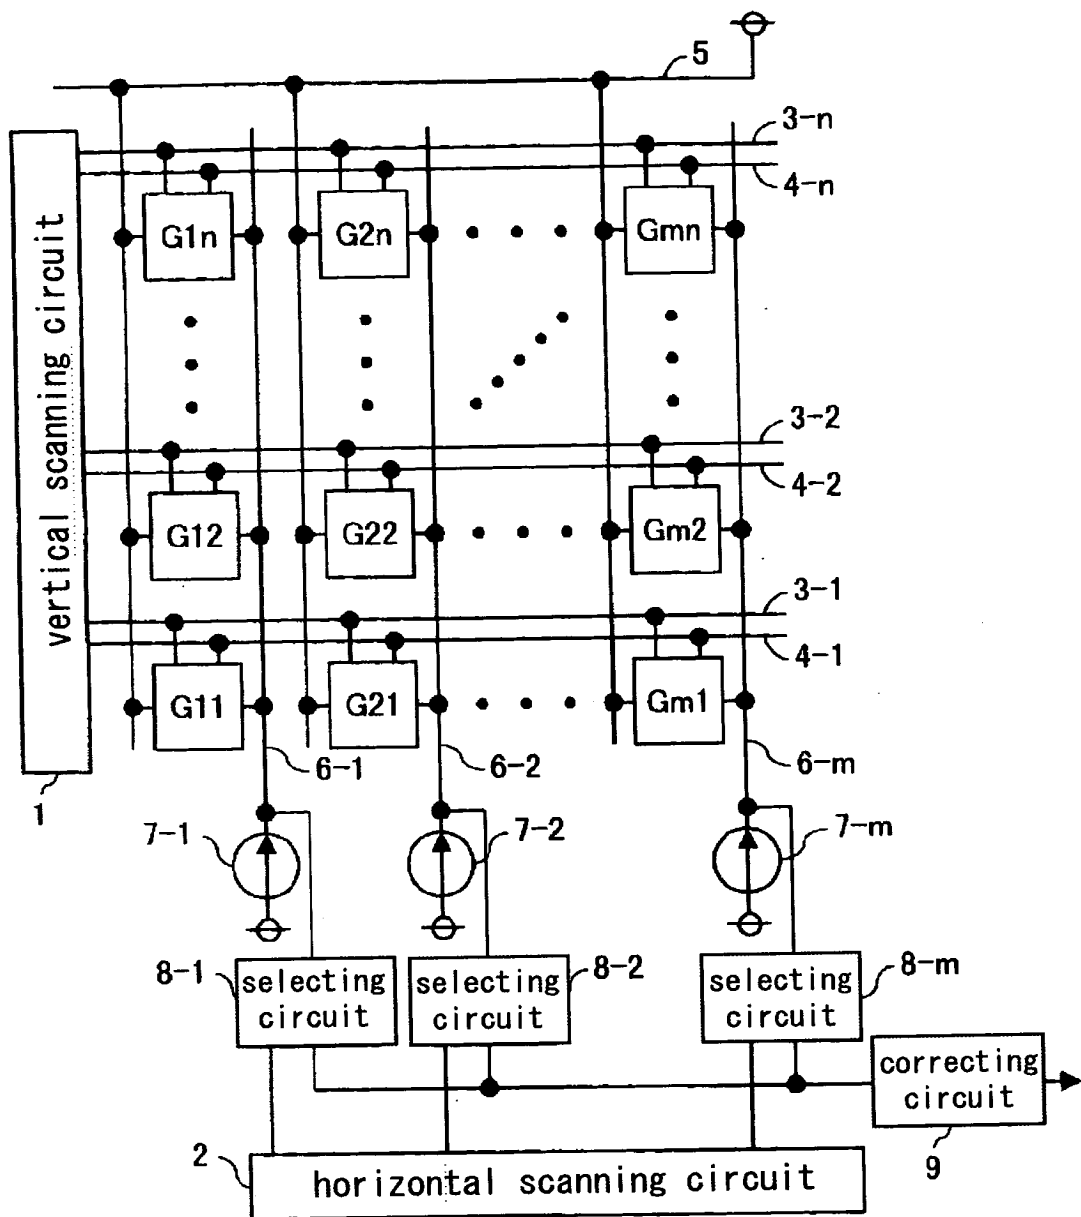 5
3-n
4-n
G1n G2n Gmn
vertical scanning circuit
3-2
4-2
G12 G22 Gm2
3-1
4-1
G11 G21 Gm1
6-1 6-2 6-m
1
7-1 7-2 7-m
8-1 8-2 8-m
selecting circuit
selecting circuit
selecting circuit
correcting circuit
9
2
horizontal scanning circuit